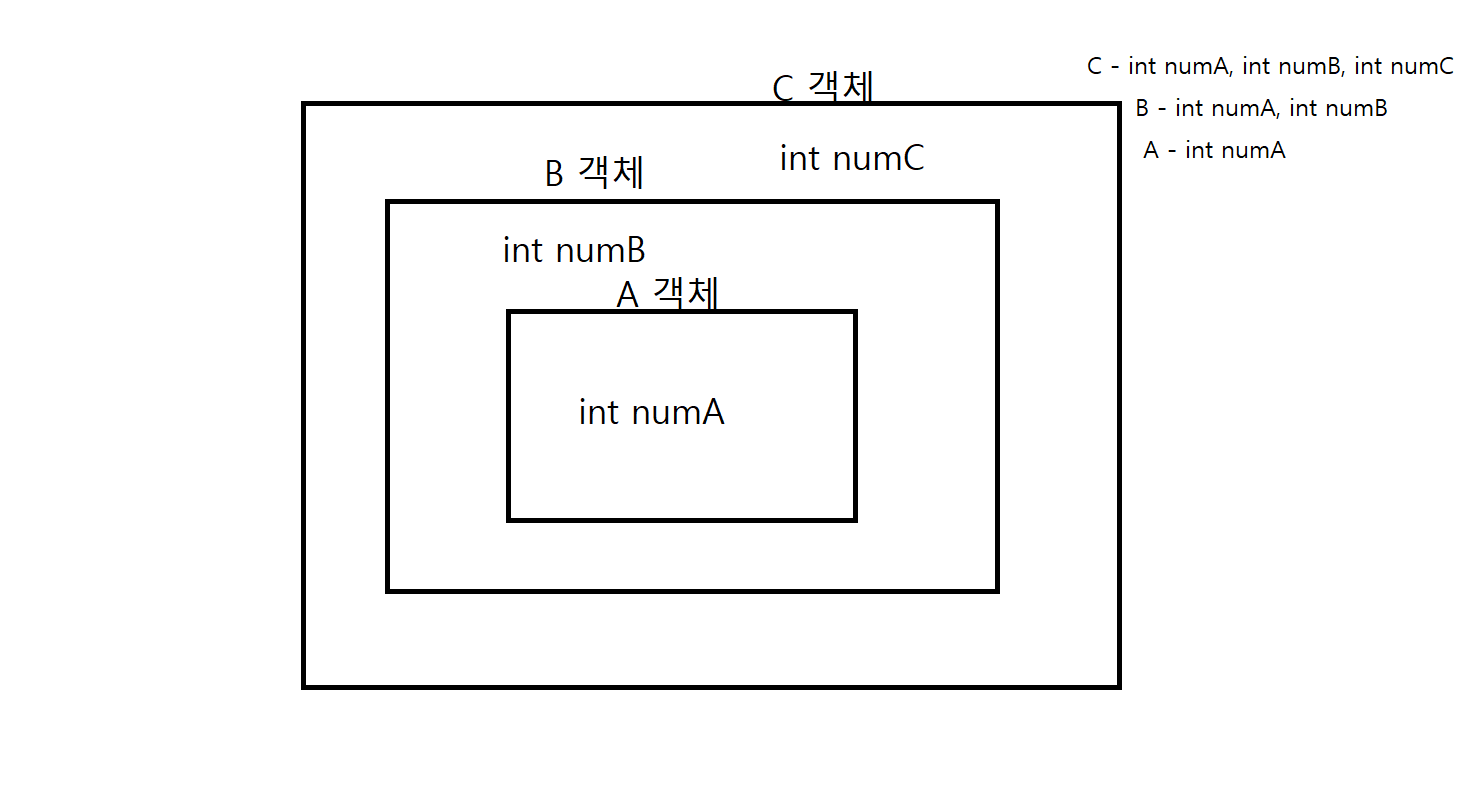 C - int numA, int numB, int numC
C 객체
B - int numA, int numB
A - int numA
int numC
B 객체
int numB
A 객체
int numA